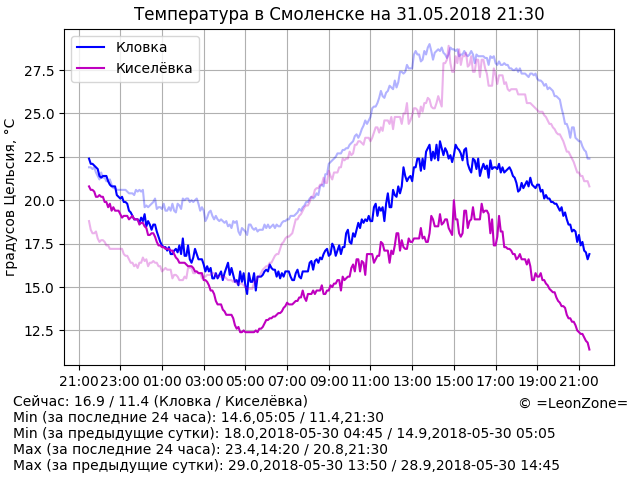 Температура в Смоленске на 31.05.2018 21:30
Кловка
Киселёвка
градусов Цельсия, °C
27.5
25.0
22.5
20.0
17.5
15.0
12.5
21:00 23:00 01:00 03:00 05:00 07:00 09:00 11:00 13:00 15:00 17:00 19:00 21:00
Сейчас: 16.9 / 11.4 (Кловка / Киселёвка)
© =LeonZone=
Min (за последние 24 часа): 14.6,05:05 / 11.4,21:30
Min (за предыдущие сутки): 18.0,2018-05-30 04:45 / 14.9,2018-05-30 05:05
Max (за последние 24 часа): 23.4,14:20 / 20.8,21:30
Max (за предыдущие сутки): 29.0,2018-05-30 13:50 / 28.9,2018-05-30 14:45